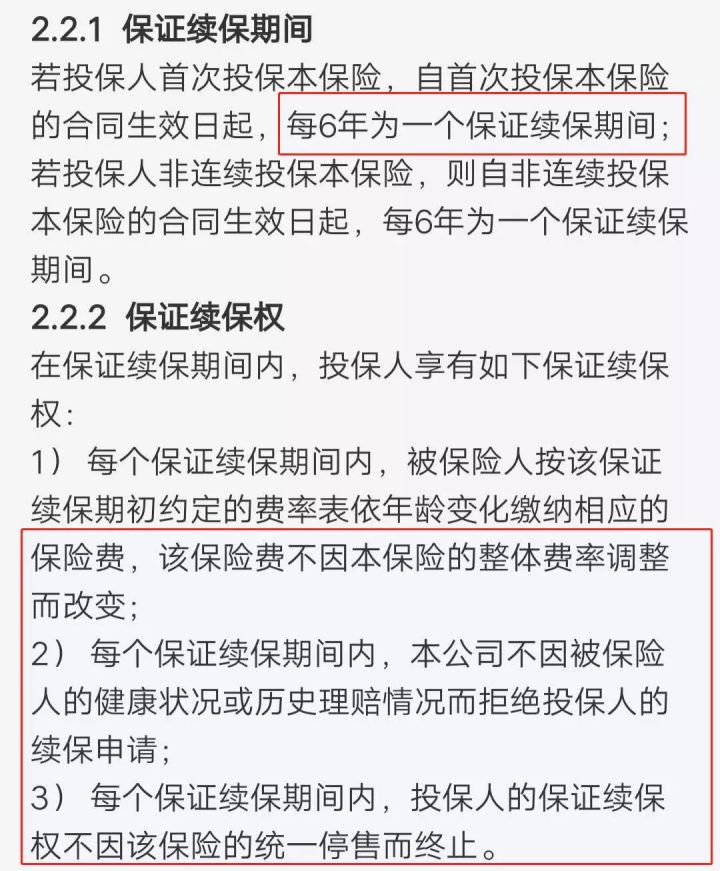 2.2.1 保证续保期间
若投保人首次投保本保险，自首次投保本保险
的合同生效日起，每6年为一个保证续保期间；
若投保人非连续投保本保险，则自非连续投保
本保险的合同生效日起，每6年为一个保证续保
期间。
2.2.2 保证续保权
在保证续保期间内，投保人享有如下保证续保
权：
1） 每个保证续保期间内，被保险人按该保证
续保期初约定的费率表依年龄变化缴纳相应的
保险费，该保险费不因本保险的整体费率调整
而改变；
2） 每个保证续保期间内，本公司不因被保险
人的健康状况或历史理赔情况而拒绝投保人的
续保申请；
3） 每个保证续保期间内，投保人的保证续保
权不因该保险的统一停售而终止。